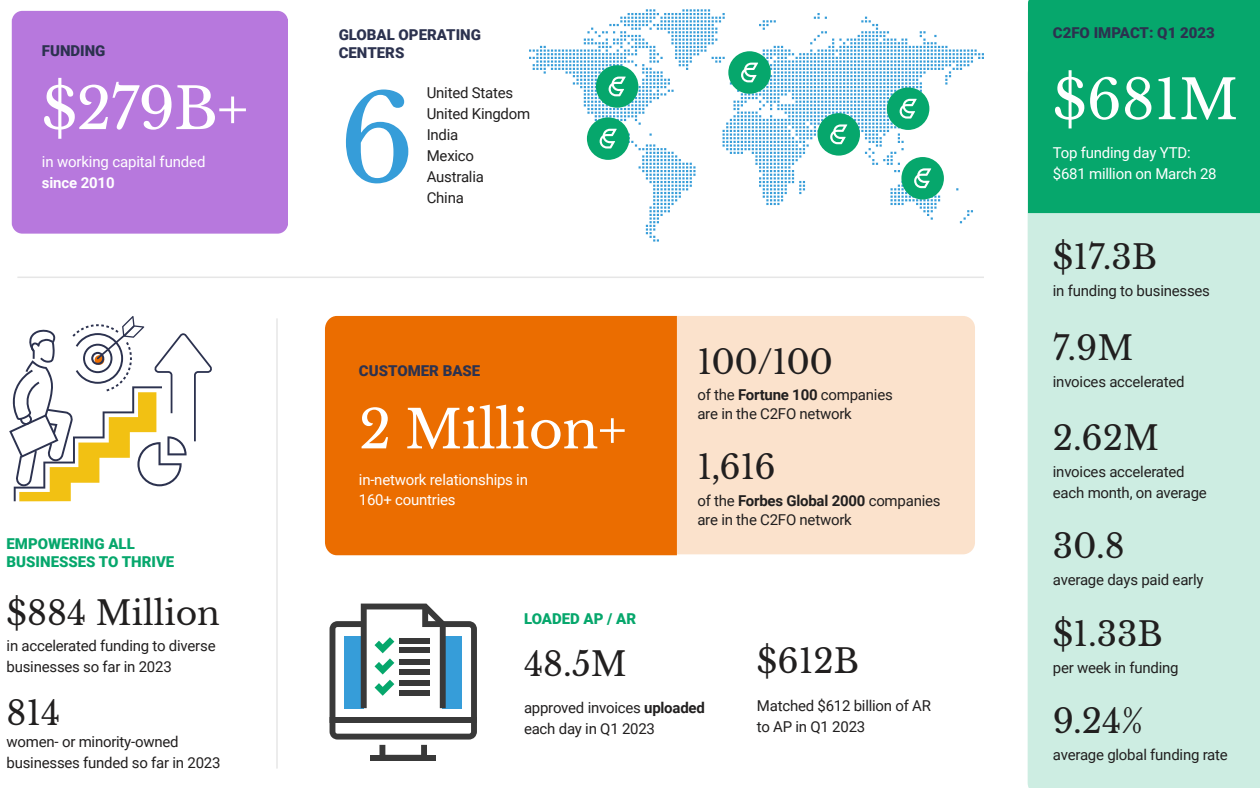 FUNDING
$279B+
in working capital funded
since 2010
GLOBAL OPERATING
CENTERS
6
United States
United Kingdom
India
Mexico
Australia
China
C2FO IMPACT: Q1 2023
$681M
Top funding day YTD:
$681 million on March 28
$17.3B
in funding to businesses
7.9M
invoices accelerated
2.62M
invoices accelerated
each month, on average
30.8
average days paid early
$1.33B
per week in funding
9.24%
average global funding rate
EMPOWERING ALL
BUSINESSES TO THRIVE
$884 Million
in accelerated funding to diverse
businesses so far in 2023
814
women- or minority-owned
businesses funded so far in 2023
CUSTOMER BASE
2 Million+
in-network relationships in
160+ countries
100/100
of the Fortune 100 companies
are in the C2FO network
1,616
of the Forbes Global 2000 companies
are in the C2FO network
LOADED AP / AR
48.5M
approved invoices uploaded
each day in Q1 2023
$612B
Matched $612 billion of AR
to AP in Q1 2023